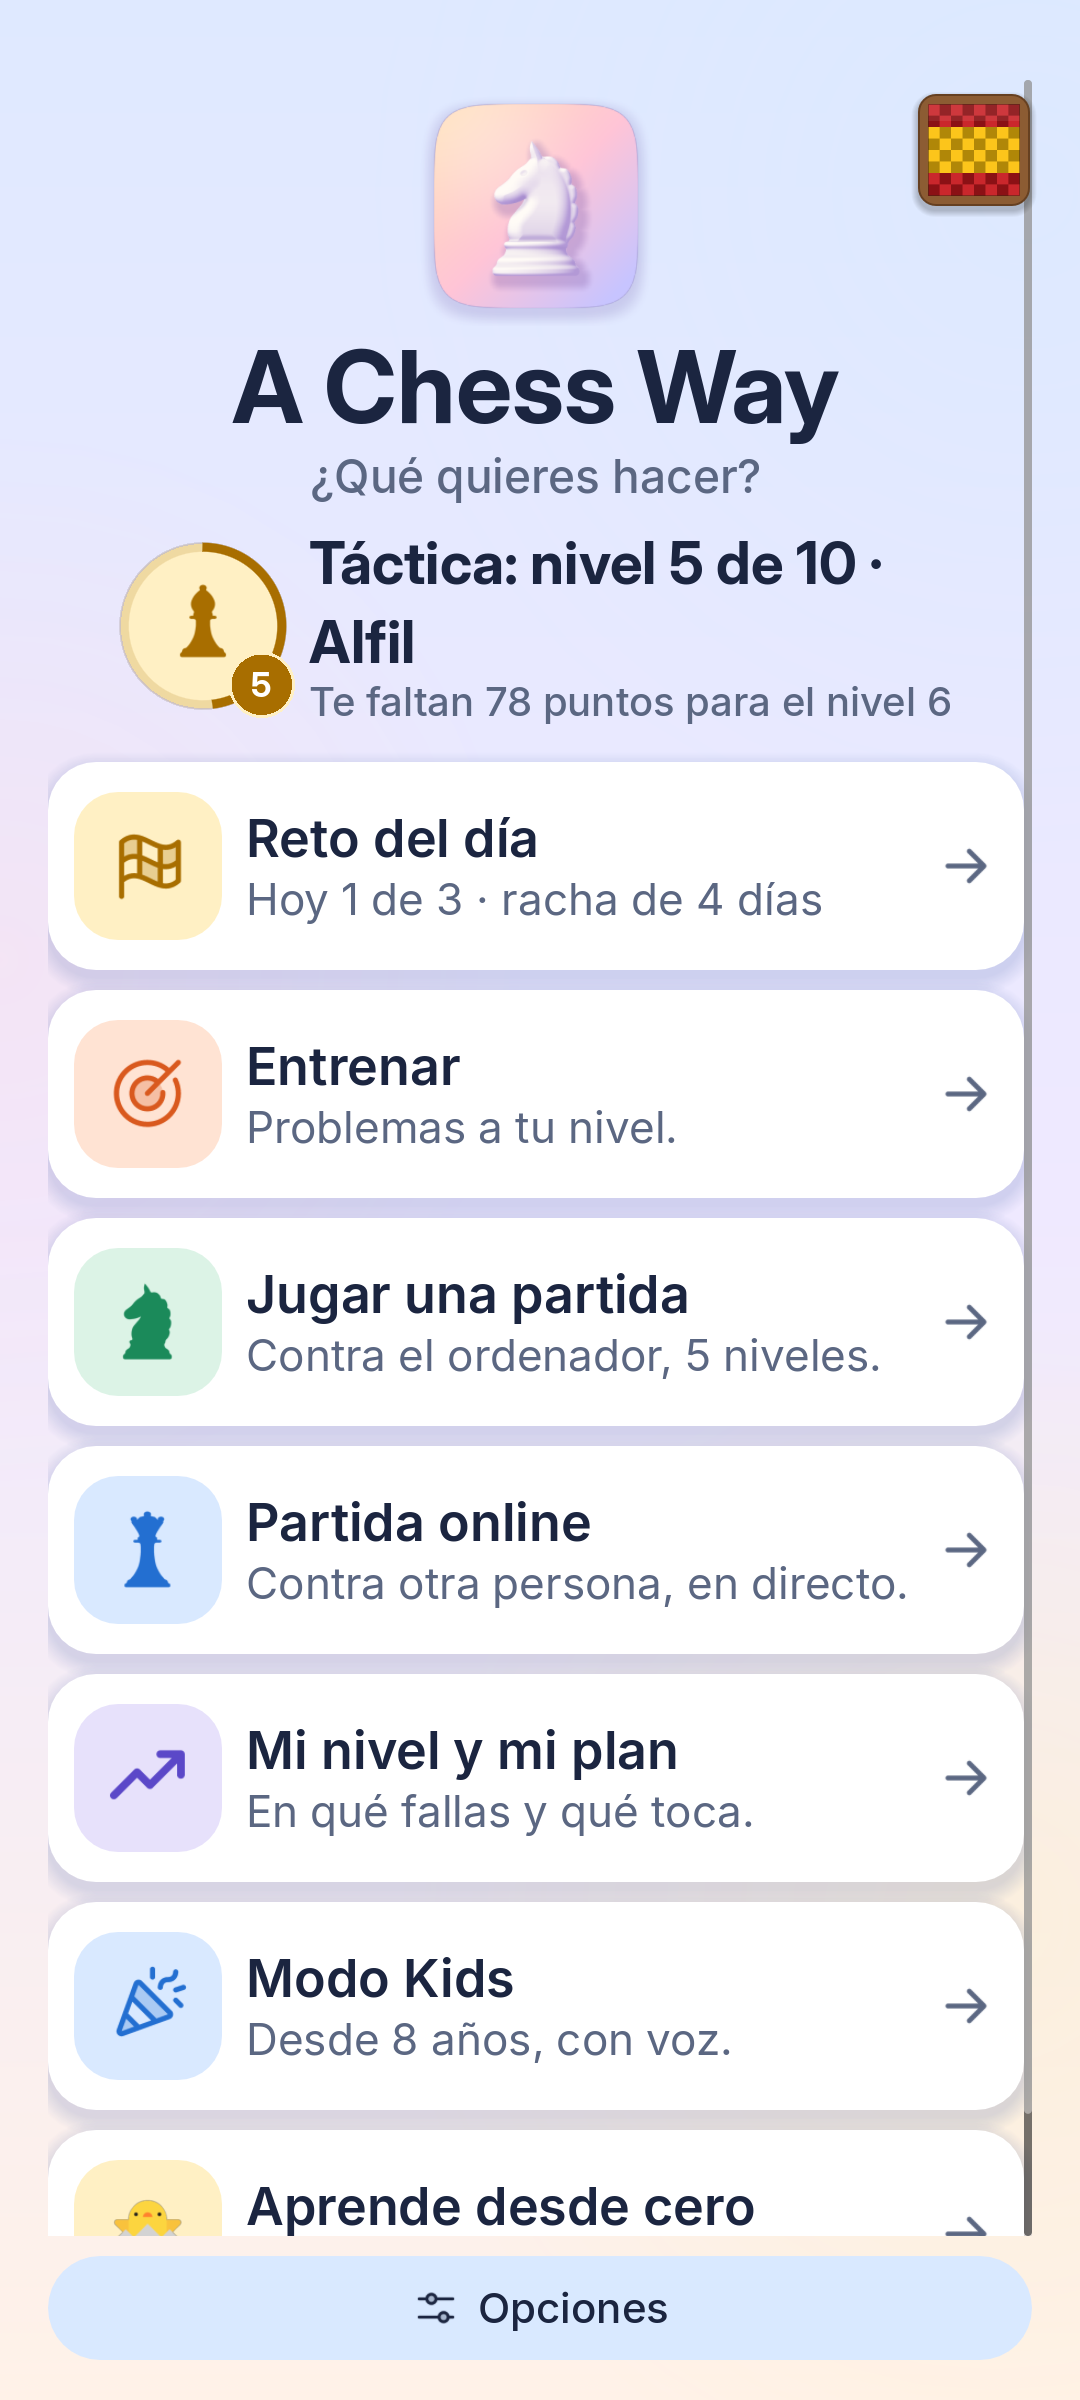 A Chess Way
¿Qué quieres hacer?
Táctica: nivel 5 de 10 ·
Alfil
5
Te faltan 78 puntos para el nivel 6
Reto del día
Hoy 1 de 3 · racha de 4 días
Entrenar
Problemas a tu nivel.
Jugar una partida
Contra el ordenador, 5 niveles.
Partida online
Contra otra persona, en directo.
Mi nivel y mi plan
En qué fallas y qué toca.
Modo Kids
Desde 8 años, con voz.
Aprende desde cero
Opciones